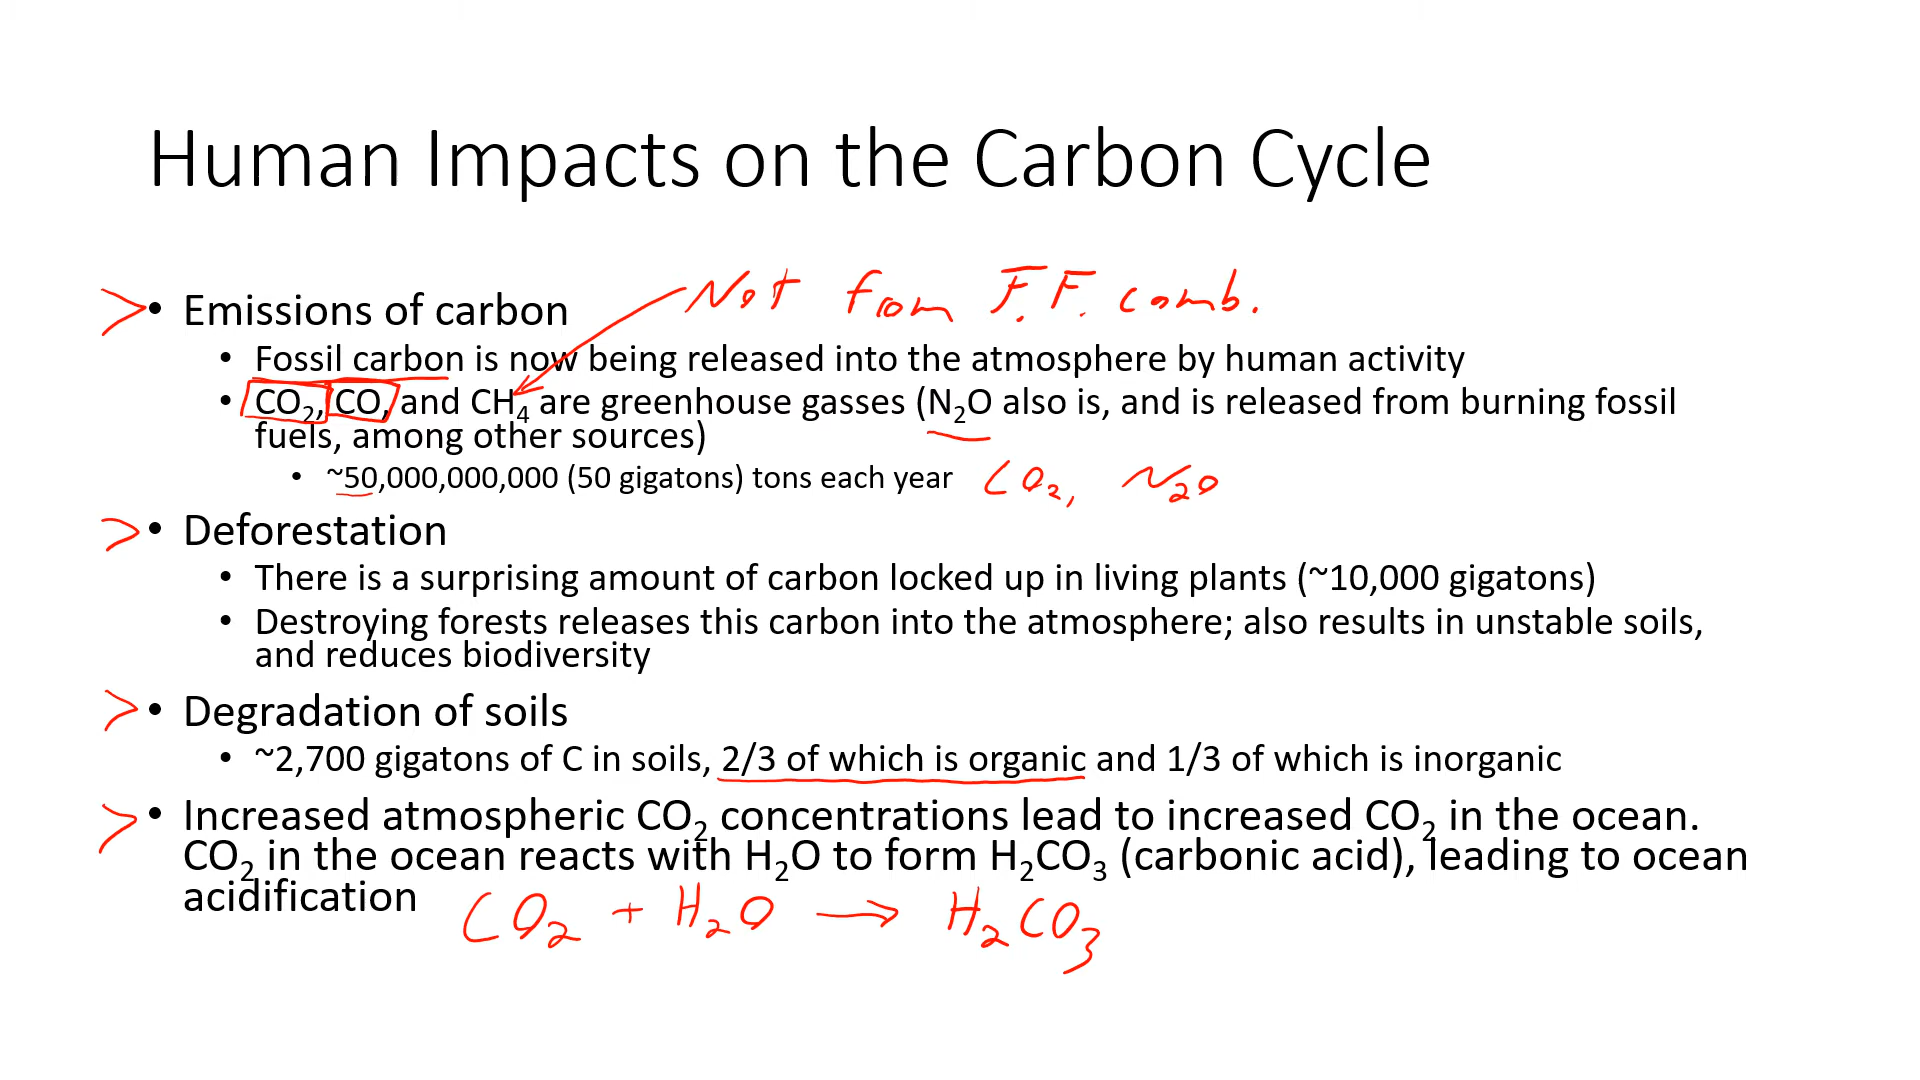 Human Impacts on the Carbon Cycle
Not from F.F. comb.
• Emissions of carbon
• Fossil carbon is now being released into the atmosphere by human activity
• CO₂, CO, and CH₄ are greenhouse gasses (N₂O also is, and is released from burning fossil
fuels, among other sources)
• ~50,000,000,000 (50 gigatons) tons each year CO₂, N₂O
• Deforestation
• There is a surprising amount of carbon locked up in living plants (~10,000 gigatons)
• Destroying forests releases this carbon into the atmosphere; also results in unstable soils,
and reduces biodiversity
• Degradation of soils
• ~2,700 gigatons of C in soils, 2/3 of which is organic and 1/3 of which is inorganic
• Increased atmospheric CO₂ concentrations lead to increased CO₂ in the ocean.
CO₂ in the ocean reacts with H₂O to form H₂CO₃ (carbonic acid), leading to ocean
acidification
CO₂ + H₂O → H₂CO₃